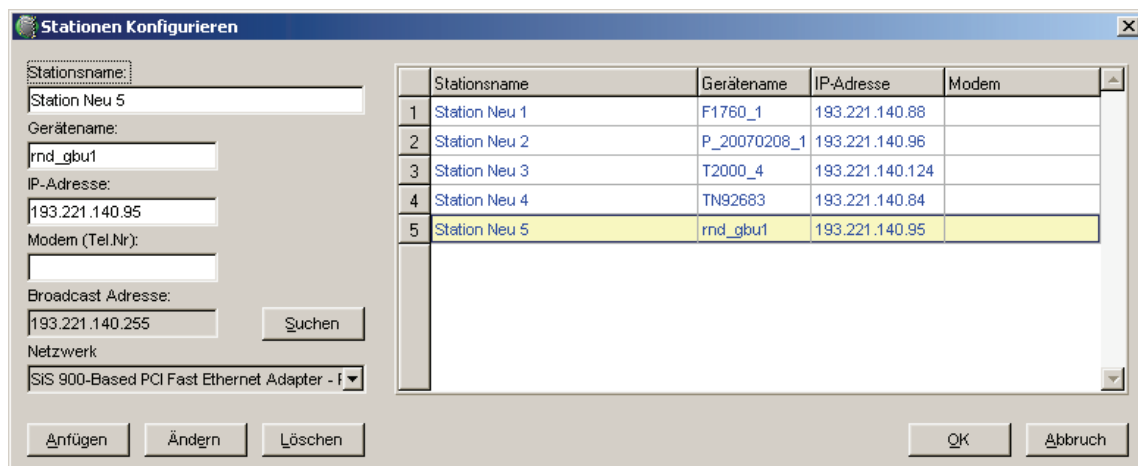 Stationen Konfigurieren
Stationsname:
Station Neu 5
Gerätename:
rnd_gbu1
IP-Adresse:
193.221.140.95
Modem (Tel.Nr):
Broadcast Adresse:
193.221.140.255
Suchen
Netzwerk
SiS 900-Based PCI Fast Ethernet Adapter -
Anfügen Ändern Löschen
Stationsname Gerätename IP-Adresse Modem
1 Station Neu 1 F1760_1 193.221.140.88
2 Station Neu 2 P_20070208_1 193.221.140.96
3 Station Neu 3 T2000_4 193.221.140.124
4 Station Neu 4 TN92683 193.221.140.84
5 Station Neu 5 rnd_gbu1 193.221.140.95
OK Abbruch